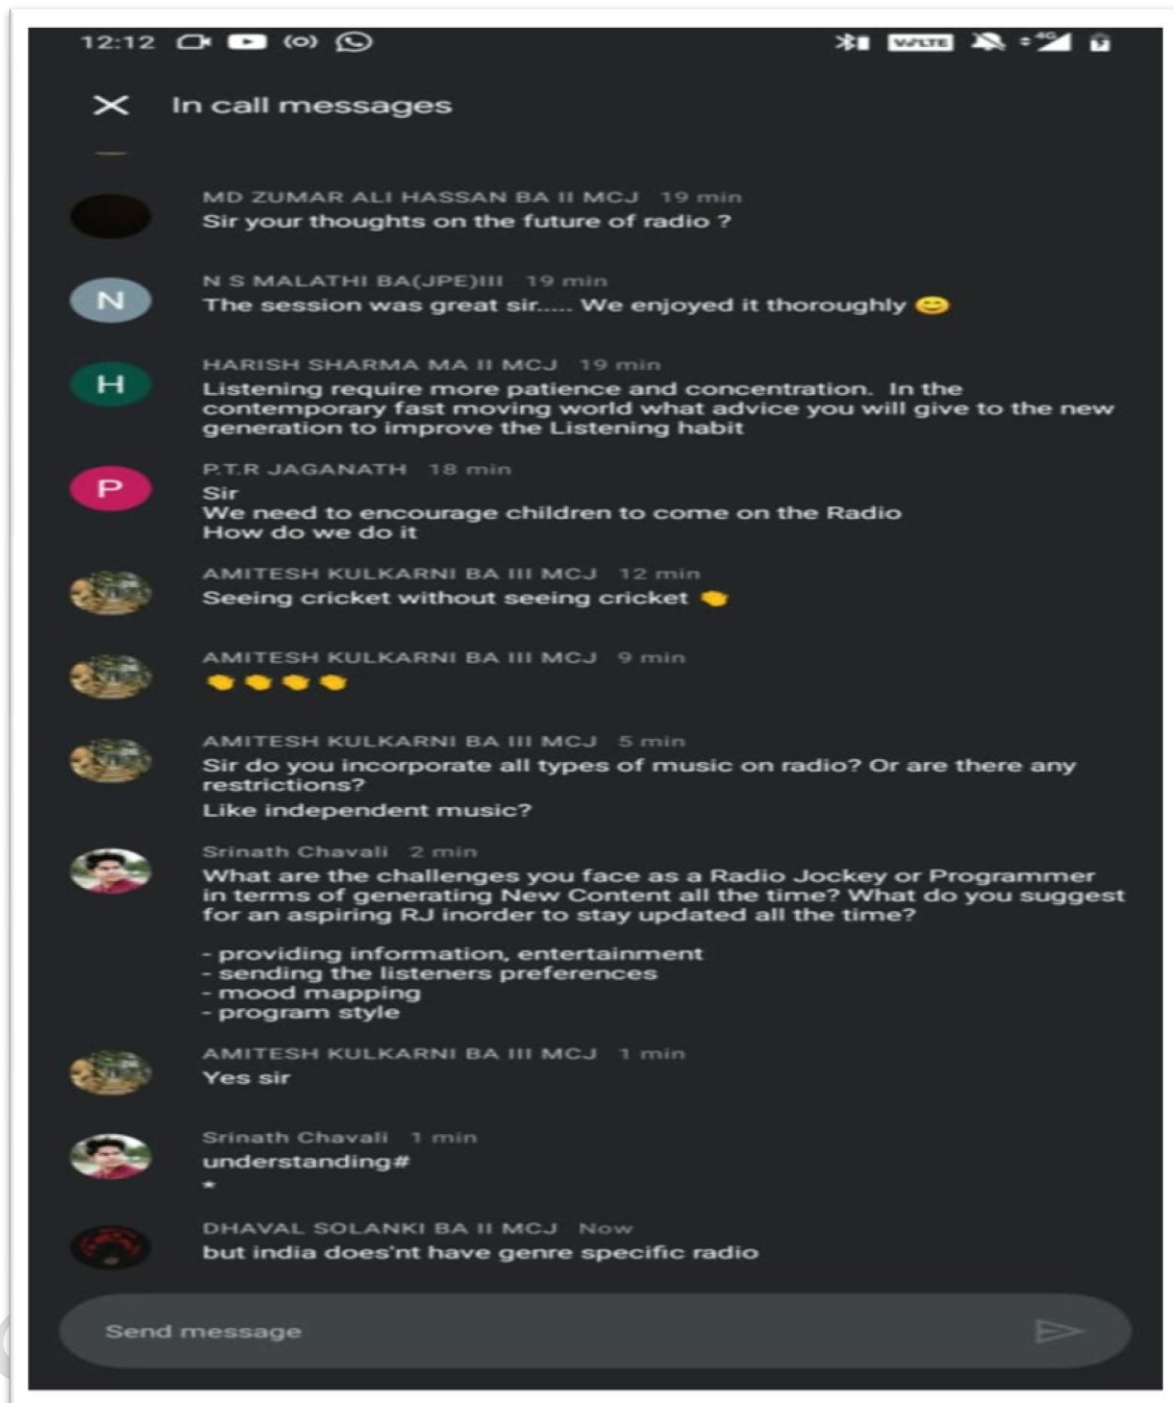 12:12
VoLTE
4G
In call messages
MD ZUMAR ALI HASSAN BA II MCJ 19 min
Sir your thoughts on the future of radio ?
N
N S MALATHI BA(JPE)III 19 min
The session was great sir..... We enjoyed it thoroughly 😊
H
HARISH SHARMA MA II MCJ 19 min
Listening require more patience and concentration. In the
contemporary fast moving world what advice you will give to the new
generation to improve the Listening habit
P
P.T.R JAGANATH 18 min
Sir
We need to encourage children to come on the Radio
How do we do it
AMITESH KULKARNI BA III MCJ 12 min
Seeing cricket without seeing cricket 👏
AMITESH KULKARNI BA III MCJ 9 min
👏👏👏👏
AMITESH KULKARNI BA III MCJ 5 min
Sir do you incorporate all types of music on radio? Or are there any
restrictions?
Like independent music?
Srinath Chavali 2 min
What are the challenges you face as a Radio Jockey or Programmer
in terms of generating New Content all the time? What do you suggest
for an aspiring RJ inorder to stay updated all the time?
- providing information, entertainment
- sending the listeners preferences
- mood mapping
- program style
AMITESH KULKARNI BA III MCJ 1 min
Yes sir
Srinath Chavali 1 min
understanding#
*
DHAVAL SOLANKI BA II MCJ Now
but india does'nt have genre specific radio
Send message